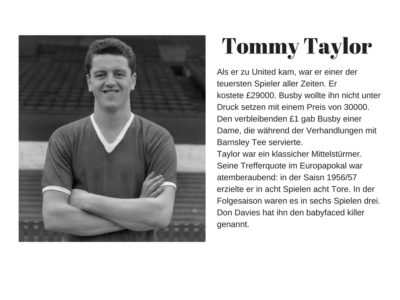 Tommy Taylor
Als er zu United kam, war er einer der
teuersten Spieler aller Zeiten. Er
kostete £29000. Busby wollte ihn nicht unter
Druck setzen mit einem Preis von 30000.
Den verbleibenden £1 gab Busby einer
Dame, die während der Verhandlungen mit
Barnsley Tee servierte.
Taylor war ein klassischer Mittelstürmer.
Seine Trefferquote im Europapokal war
atemberaubend: in der Saisn 1956/57
erzielte er in acht Spielen acht Tore. In der
Folgesaison waren es in sechs Spielen drei.
Don Davies hat ihn den babyfaced killer
genannt.